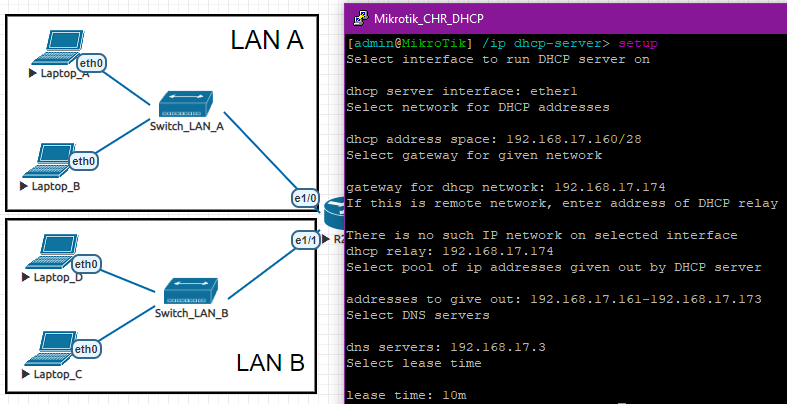 LAN A
eth0
Laptop_A
Switch_LAN_A
eth0
Laptop_B
e1/0
e1/1
eth0
Laptop_D
Switch_LAN_B
eth0
Laptop_C
LAN B
Mikrotik_CHR_DHCP
[admin@MikroTik] /ip dhcp-server> setup
Select interface to run DHCP server on
dhcp server interface: ether1
Select network for DHCP addresses
dhcp address space: 192.168.17.160/28
Select gateway for given network
gateway for dhcp network: 192.168.17.174
If this is remote network, enter address of DHCP relay
There is no such IP network on selected interface
dhcp relay: 192.168.17.174
Select pool of ip addresses given out by DHCP server
addresses to give out: 192.168.17.161-192.168.17.173
Select DNS servers
dns servers: 192.168.17.3
Select lease time
lease time: 10m